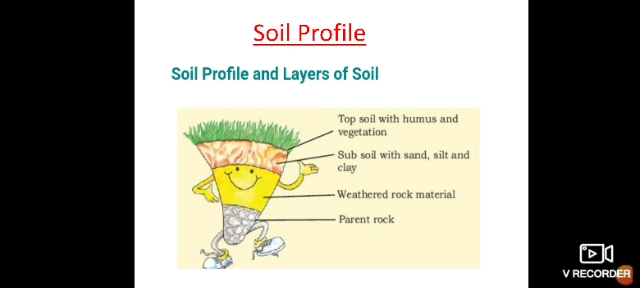 Soil Profile
Soil Profile and Layers of Soil
Top soil with humus and
vegetation
Sub soil with sand, silt and
clay
Weathered rock material
Parent rock
V RECORDER